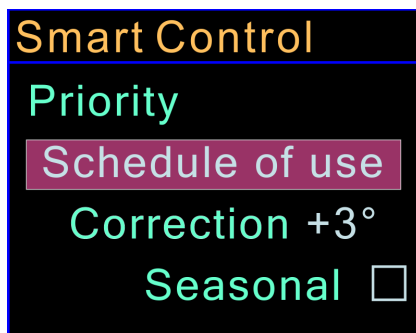 Smart Control
Priority
Schedule of use
Correction +3°
Seasonal